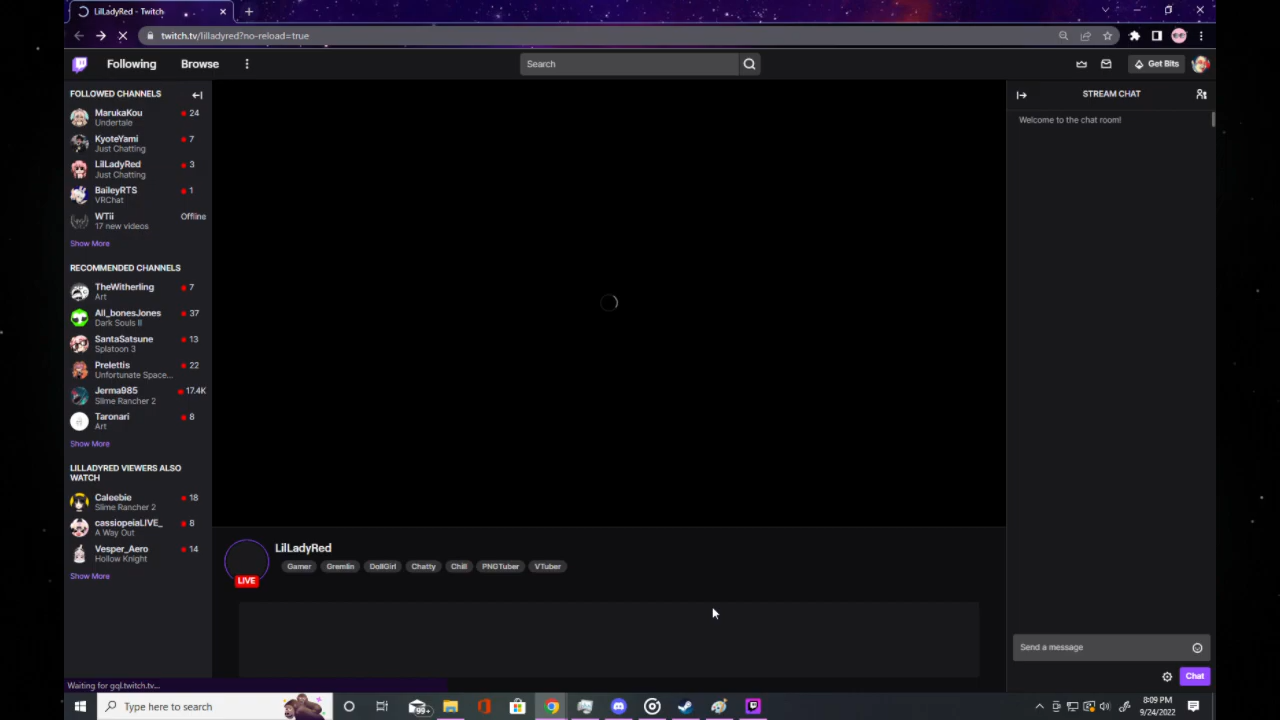 LilLadyRed - Twitch
twitch.tv/lilladyred?no-reload=true
Following
Browse
Search
Get Bits
FOLLOWED CHANNELS
MarukaKou
24
Undertale
KyoteYami
7
Just Chatting
LilLadyRed
3
Just Chatting
BaileyRTS
1
VRChat
WTii
Offline
17 new videos
Show More
RECOMMENDED CHANNELS
TheWitherling
7
Art
All_bonesJones
37
Dark Souls II
SantaSatsune
13
Splatoon 3
Prelettis
22
Unfortunate Space...
Jerma985
17.4K
Slime Rancher 2
Taronari
8
Art
Show More
LILLADYRED VIEWERS ALSO
WATCH
Caleebie
18
Slime Rancher 2
cassiopeiaLIVE_
8
A Way Out
Vesper_Aero
14
Hollow Knight
Show More
LilLadyRed
Gamer
Gremlin
DollGirl
Chatty
Chill
PNGTuber
VTuber
LIVE
STREAM CHAT
Welcome to the chat room!
Send a message
Chat
Waiting for gql.twitch.tv...
Type here to search
99+
8:09 PM
9/24/2022